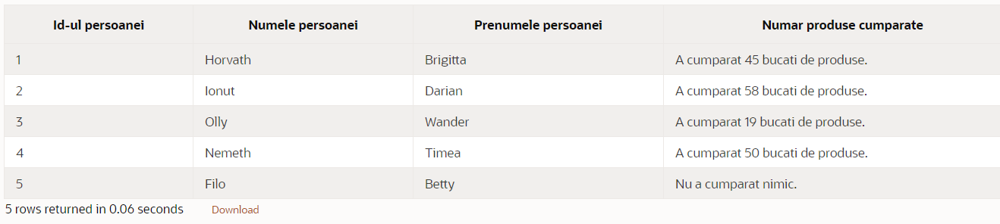 Id-ul persoanei Numele persoanei Prenumele persoanei Numar produse cumparate
1 Horvath Brigitta A cumparat 45 bucati de produse.
2 Ionut Darian A cumparat 58 bucati de produse.
3 Olly Wander A cumparat 19 bucati de produse.
4 Nemeth Timea A cumparat 50 bucati de produse.
5 Filo Betty Nu a cumparat nimic.
5 rows returned in 0.06 seconds Download